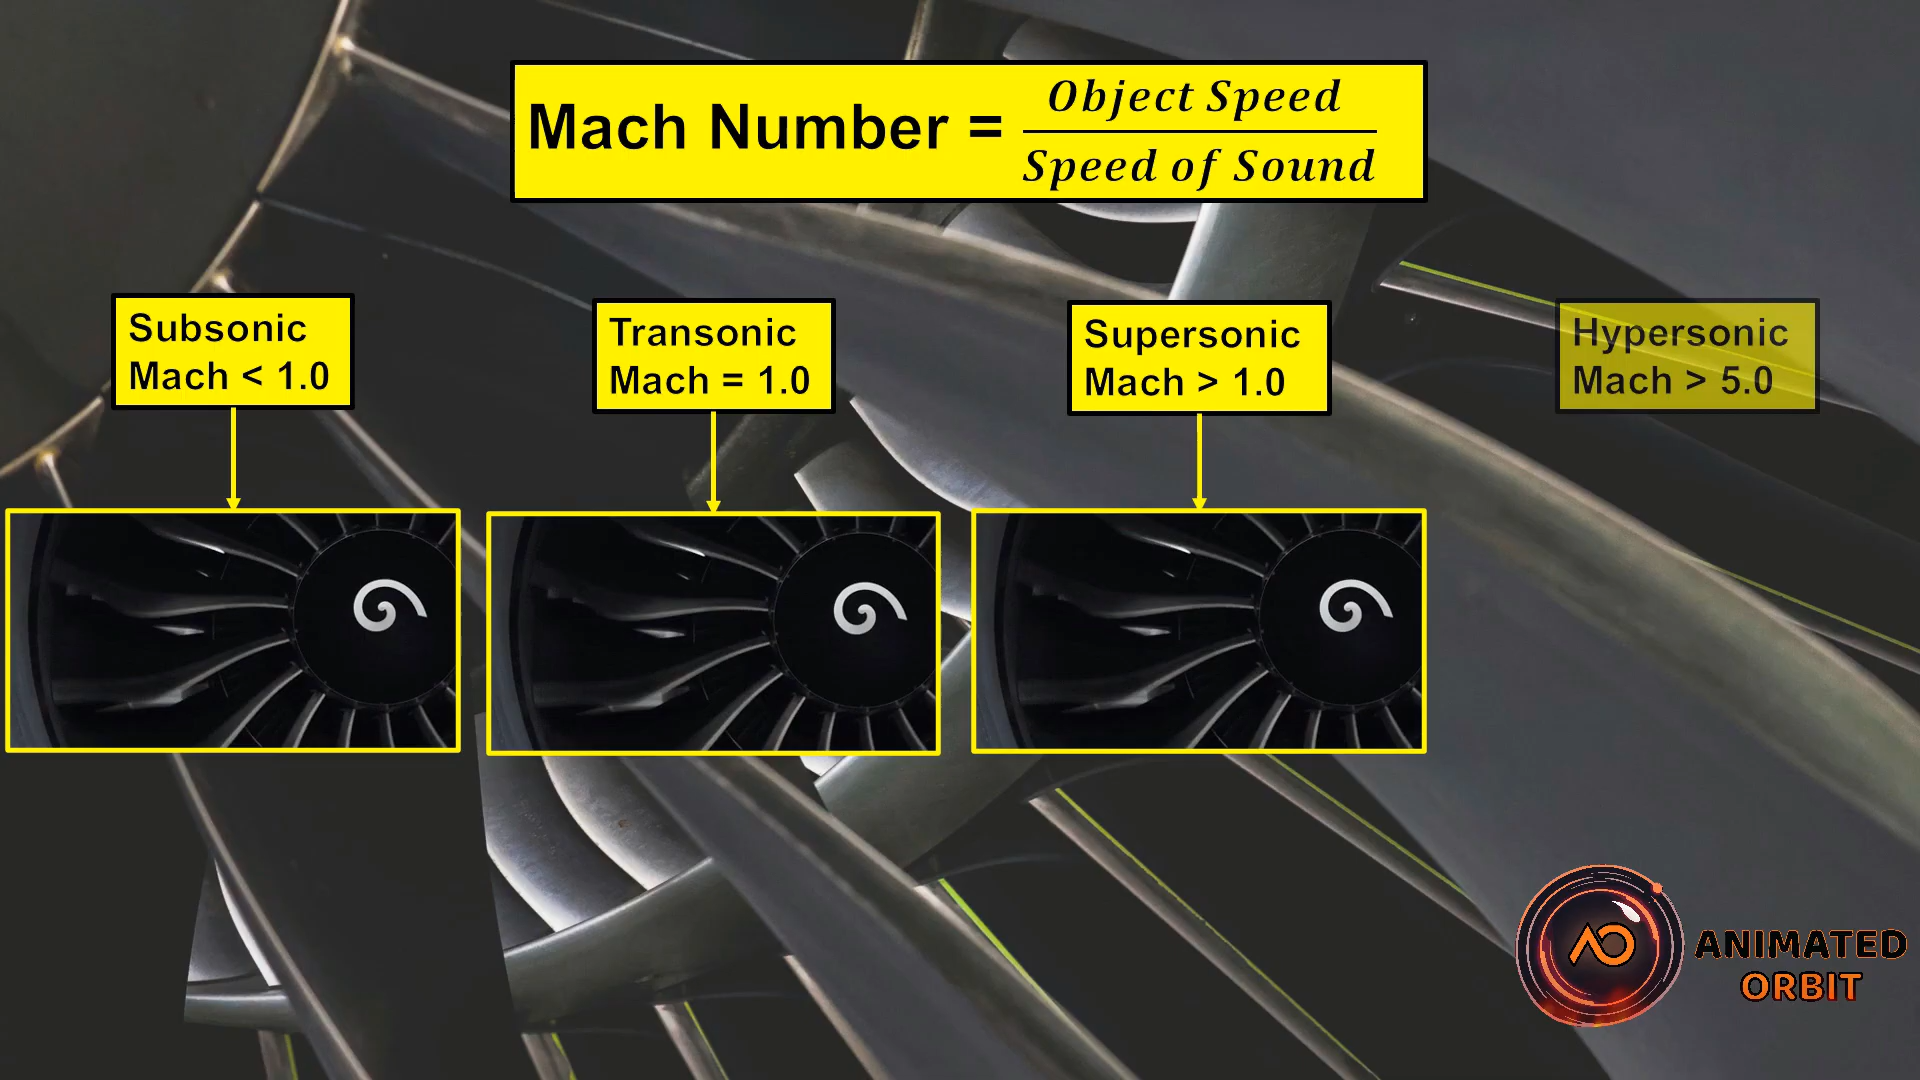 Mach Number = Object Speed / Speed of Sound
Subsonic
Mach < 1.0
Transonic
Mach = 1.0
Supersonic
Mach > 1.0
Hypersonic
Mach > 5.0
AO
ANIMATED
ORBIT